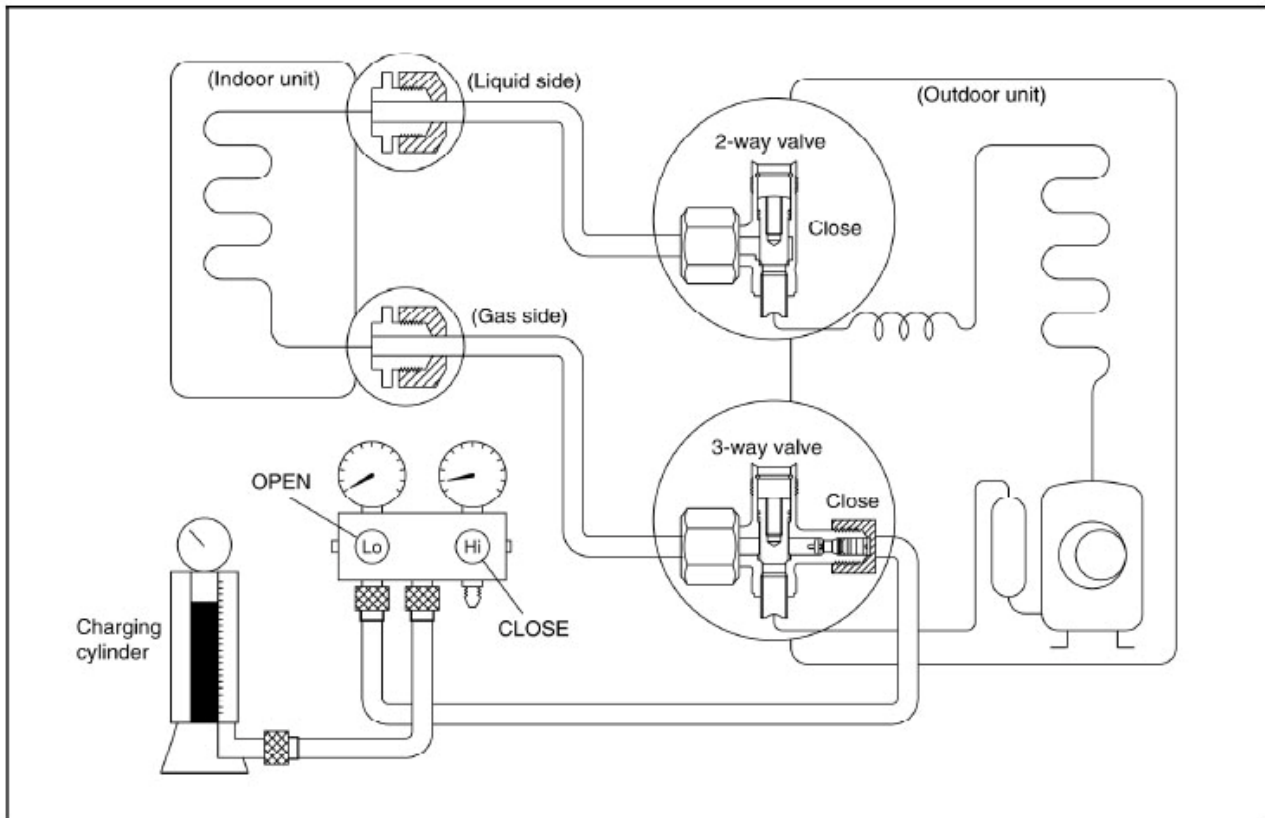 (Indoor unit)
(Liquid side)
(Outdoor unit)
2-way valve
Close
(Gas side)
3-way valve
Close
OPEN
Lo
Hi
CLOSE
Charging
cylinder